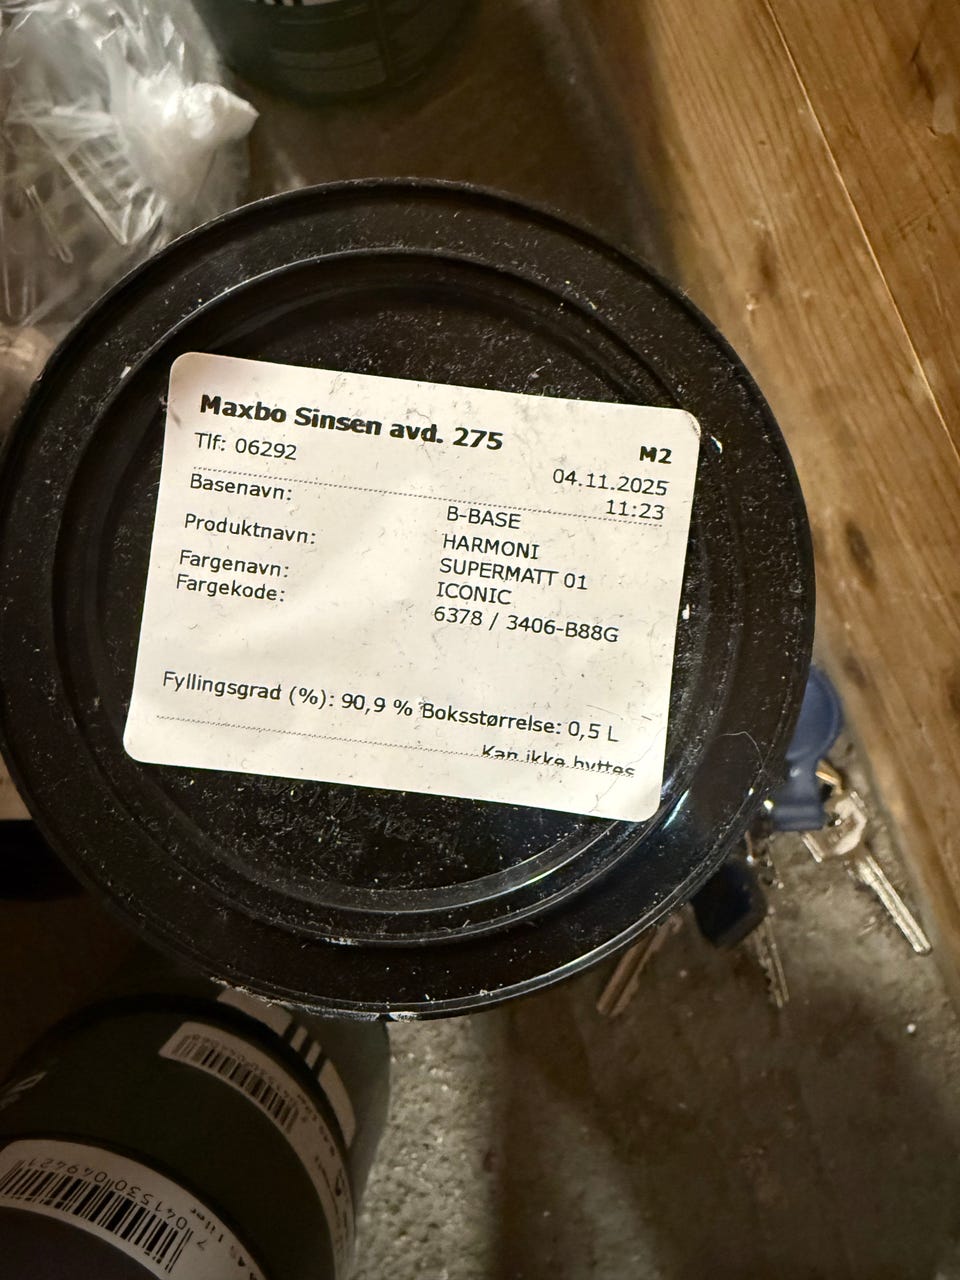 Maxbo Sinsen avd. 275
M2
Tlf: 06292
04.11.2025
11:23
Basenavn:
B-BASE
Produktnavn:
HARMONI
SUPERMATT 01
Fargenavn:
ICONIC
Fargekode:
6378 / 3406-B88G
Fyllingsgrad (%): 90,9 % Boksstørrelse: 0,5 L
Kan ikke byttes